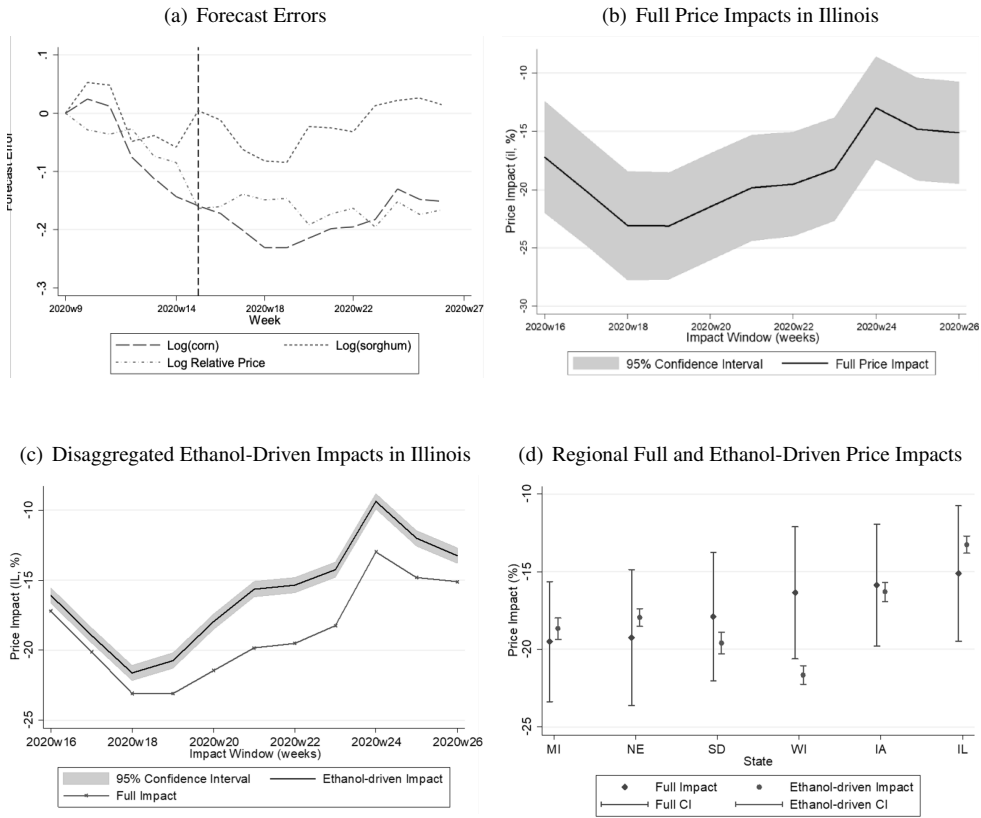 (a) Forecast Errors
.1
0
-.1
-.2
-.3
Forecast Error
2020w9
2020w14
2020w18
2020w22
2020w27
Week
Log(corn)
Log(sorghum)
Log Relative Price
(b) Full Price Impacts in Illinois
-10
-15
-20
-25
-30
Price Impact (il, %)
2020w16
2020w18
2020w20
2020w22
2020w24
2020w26
Impact Window (weeks)
95% Confidence Interval
Full Price Impact
(c) Disaggregated Ethanol-Driven Impacts in Illinois
-10
-15
-20
-25
Price Impact (IL, %)
2020w16
2020w18
2020w20
2020w22
2020w24
2020w26
Impact Window (weeks)
95% Confidence Interval
Ethanol-driven Impact
Full Impact
(d) Regional Full and Ethanol-Driven Price Impacts
-10
-15
-20
-25
Price Impact (%)
MI
NE
SD
WI
IA
IL
State
Full Impact
Ethanol-driven Impact
Full CI
Ethanol-driven CI